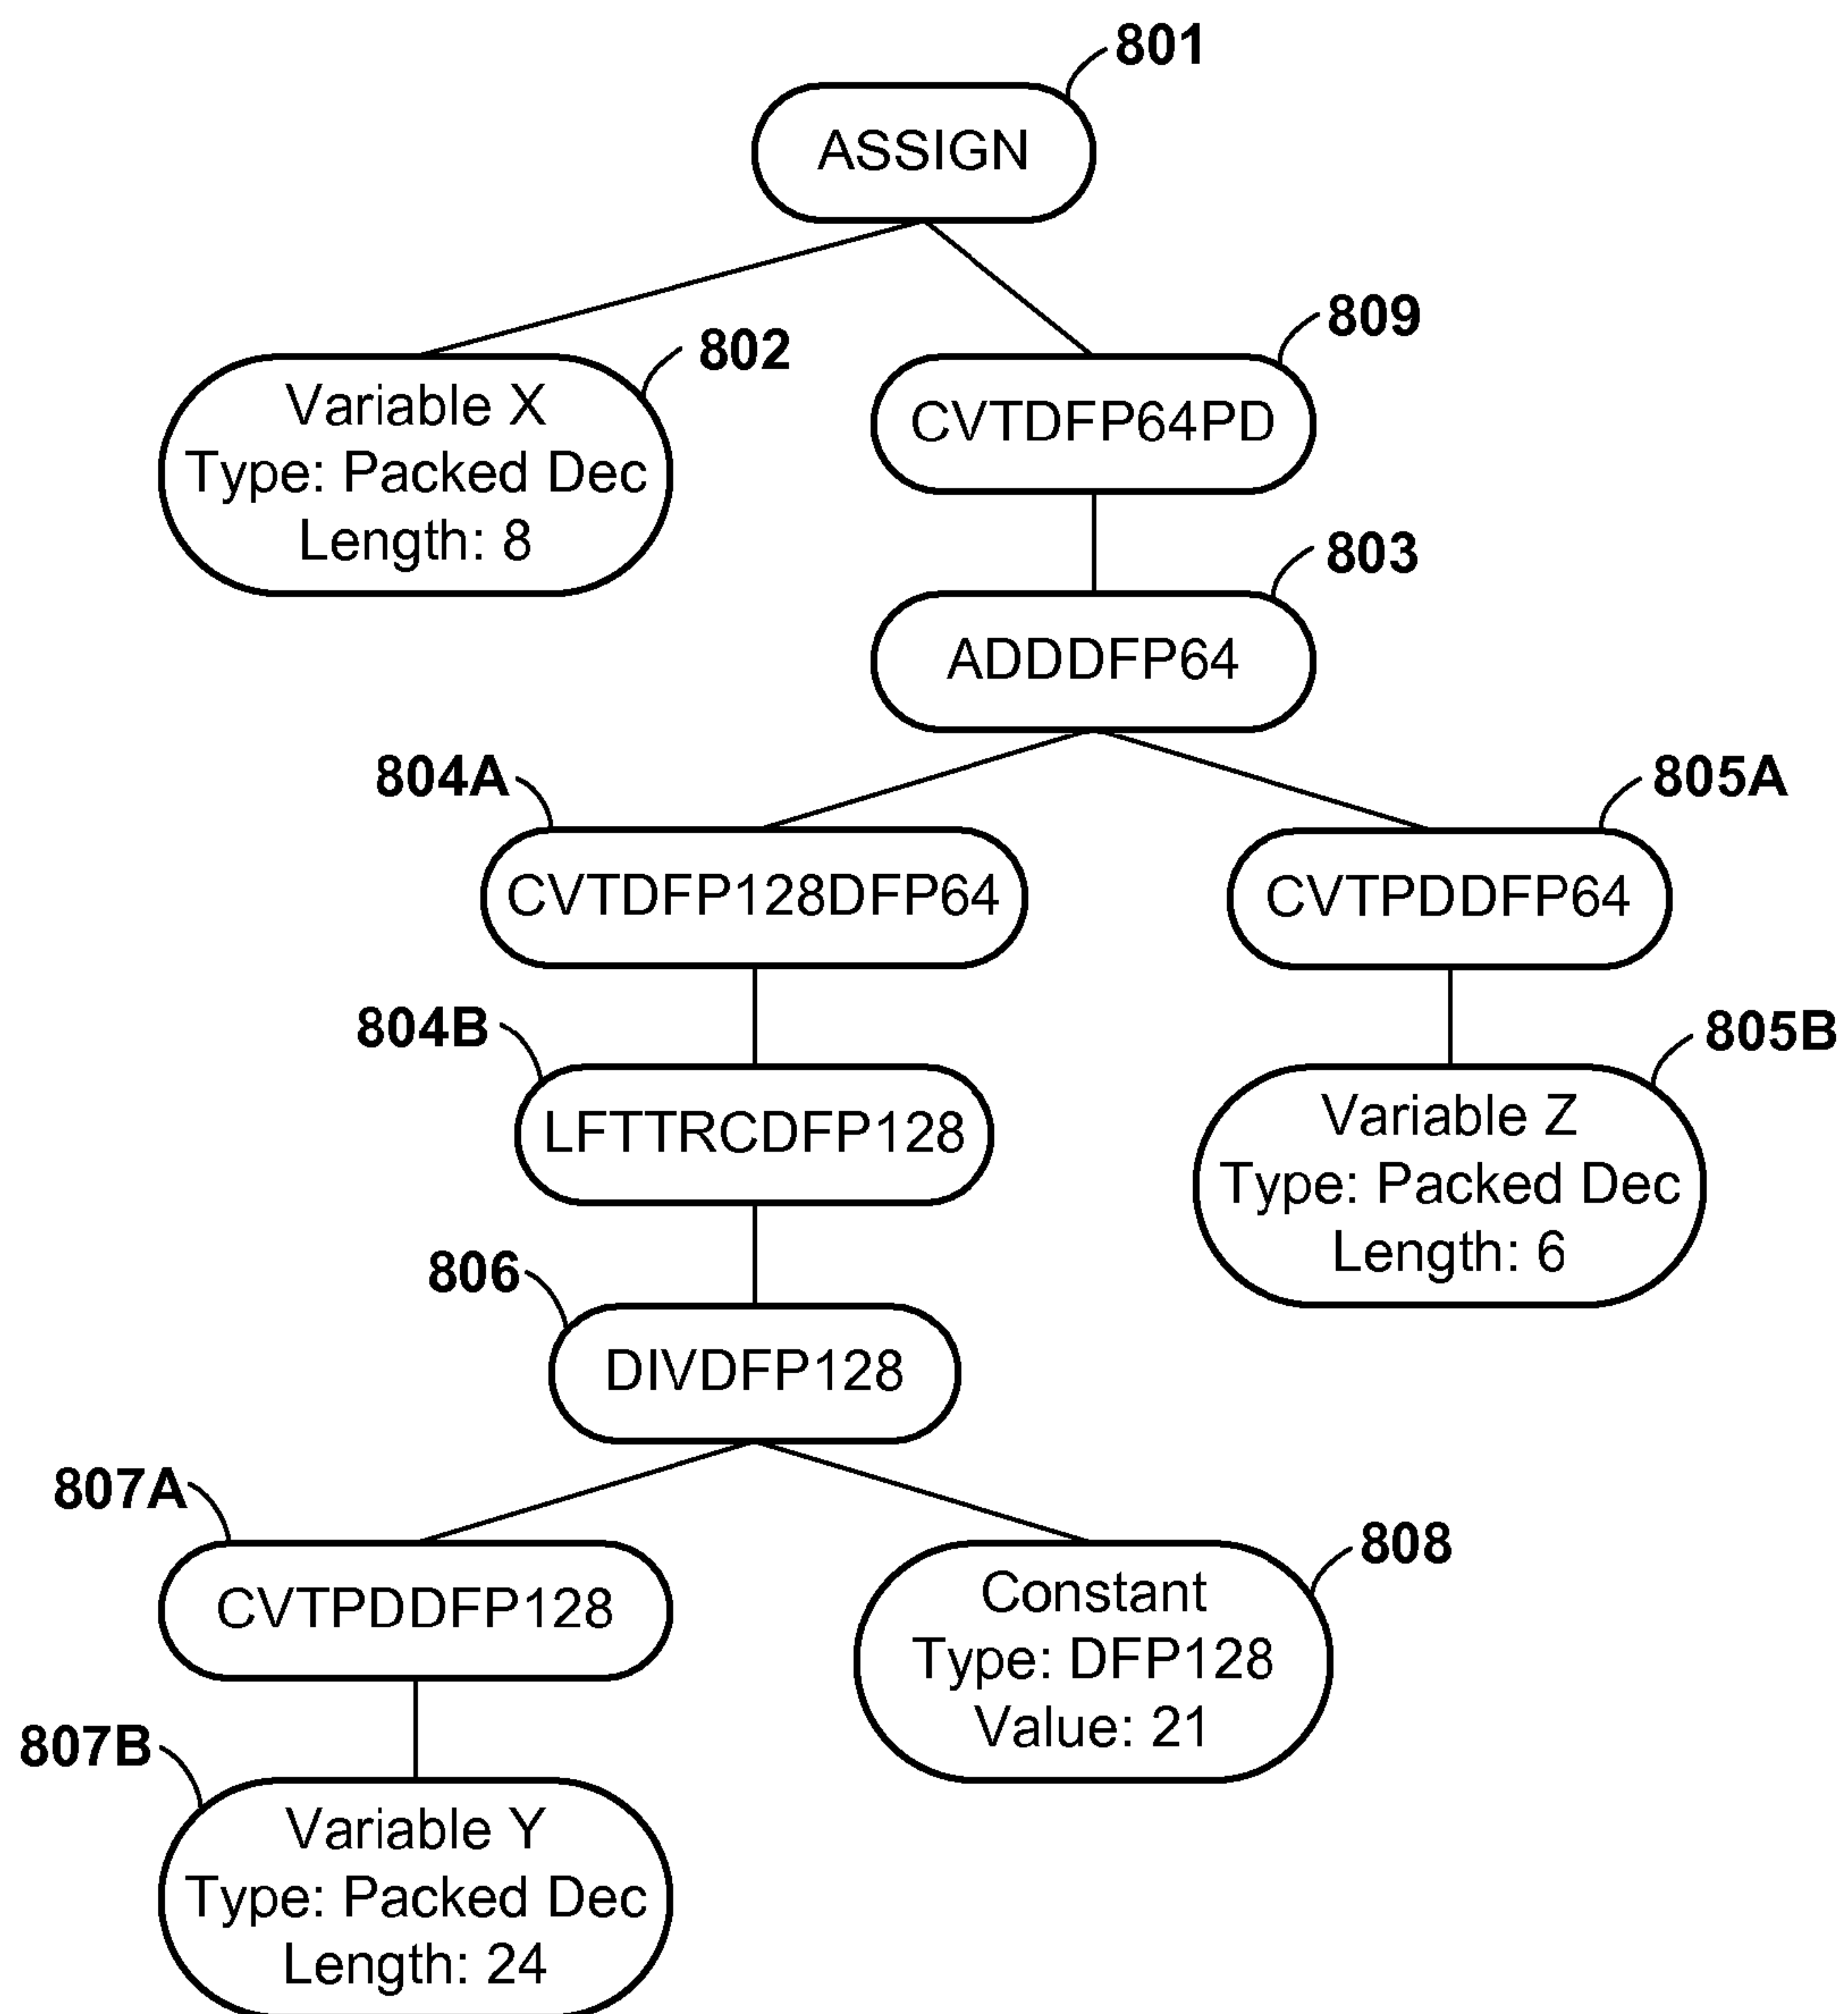 801
ASSIGN
809
802
Variable X
Type: Packed Dec
Length: 8
CVTDFP64PD
803
ADDDFP64
804A
805A
CVTDFP128DFP64
CVTPDDFP64
804B
805B
LFTTRCDFP128
Variable Z
Type: Packed Dec
Length: 6
806
DIVDFP128
807A
808
CVTPDDFP128
Constant
Type: DFP128
Value: 21
807B
Variable Y
Type: Packed Dec
Length: 24